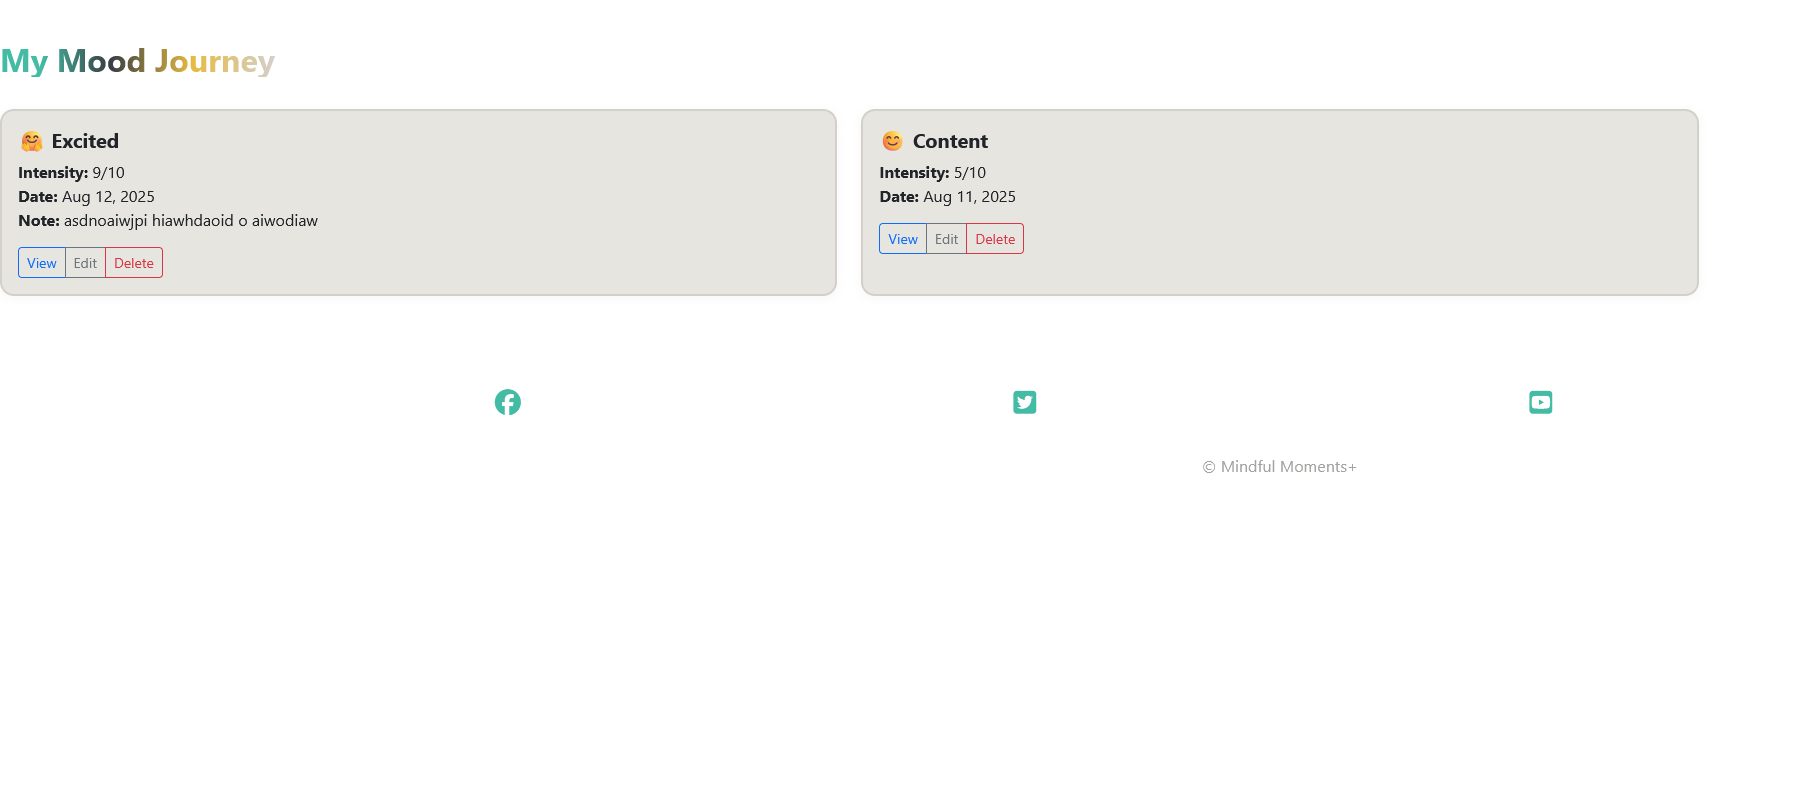 My Mood Journey
🤗 Excited
Intensity: 9/10
Date: Aug 12, 2025
Note: asdnoaiwjpi hiawhdaoid o aiwodiaw
View Edit Delete
😊 Content
Intensity: 5/10
Date: Aug 11, 2025
View Edit Delete
© Mindful Moments+